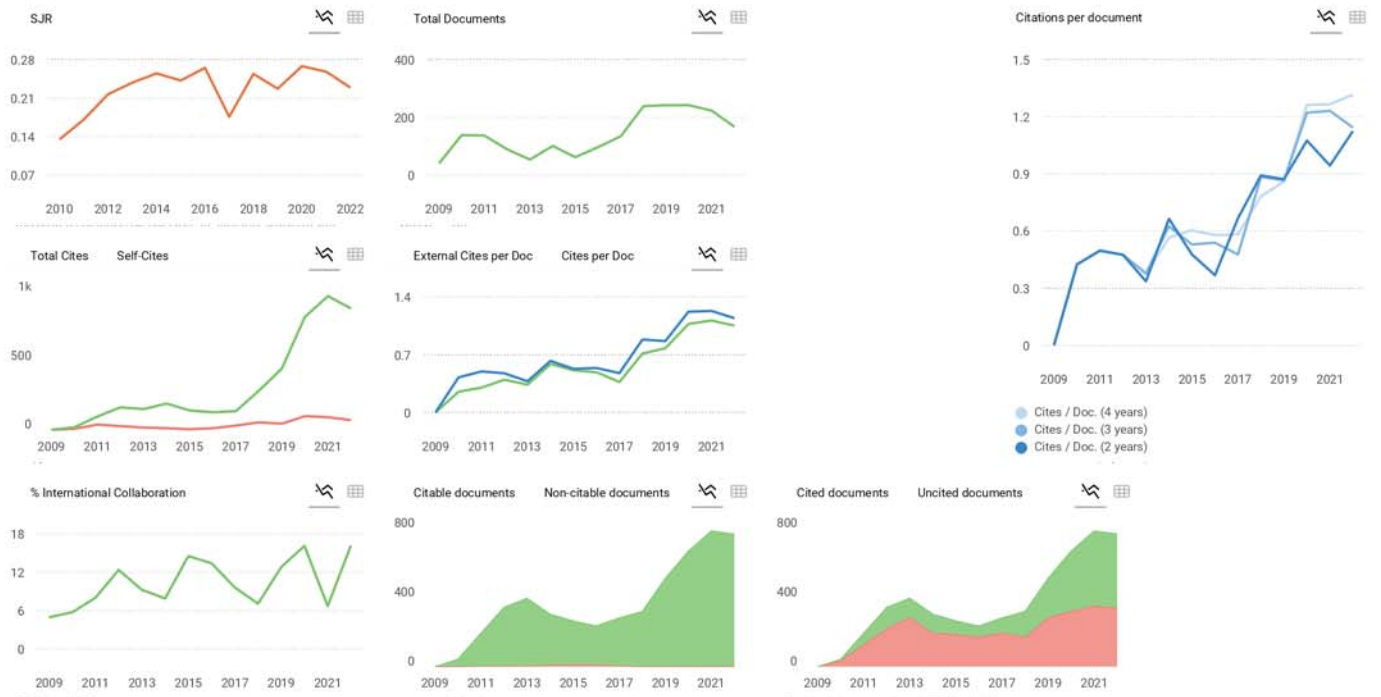 SJR
0.28
0.21
0.14
0.07
2010 2012 2014 2016 2018 2020 2022
Total Documents
400
200
0
2009 2011 2013 2015 2017 2019 2021
Citations per document
1.5
1.2
0.9
0.6
0.3
0
2009 2011 2013 2015 2017 2019 2021
Cites / Doc. (4 years)
Cites / Doc. (3 years)
Cites / Doc. (2 years)
Total Cites Self-Cites
1k
500
0
2009 2011 2013 2015 2017 2019 2021
External Cites per Doc Cites per Doc
1.4
0.7
0
2009 2011 2013 2015 2017 2019 2021
% International Collaboration
18
12
6
0
2009 2011 2013 2015 2017 2019 2021
Citable documents Non-citable documents
800
400
0
2009 2011 2013 2015 2017 2019 2021
Cited documents Uncited documents
800
400
0
2009 2011 2013 2015 2017 2019 2021